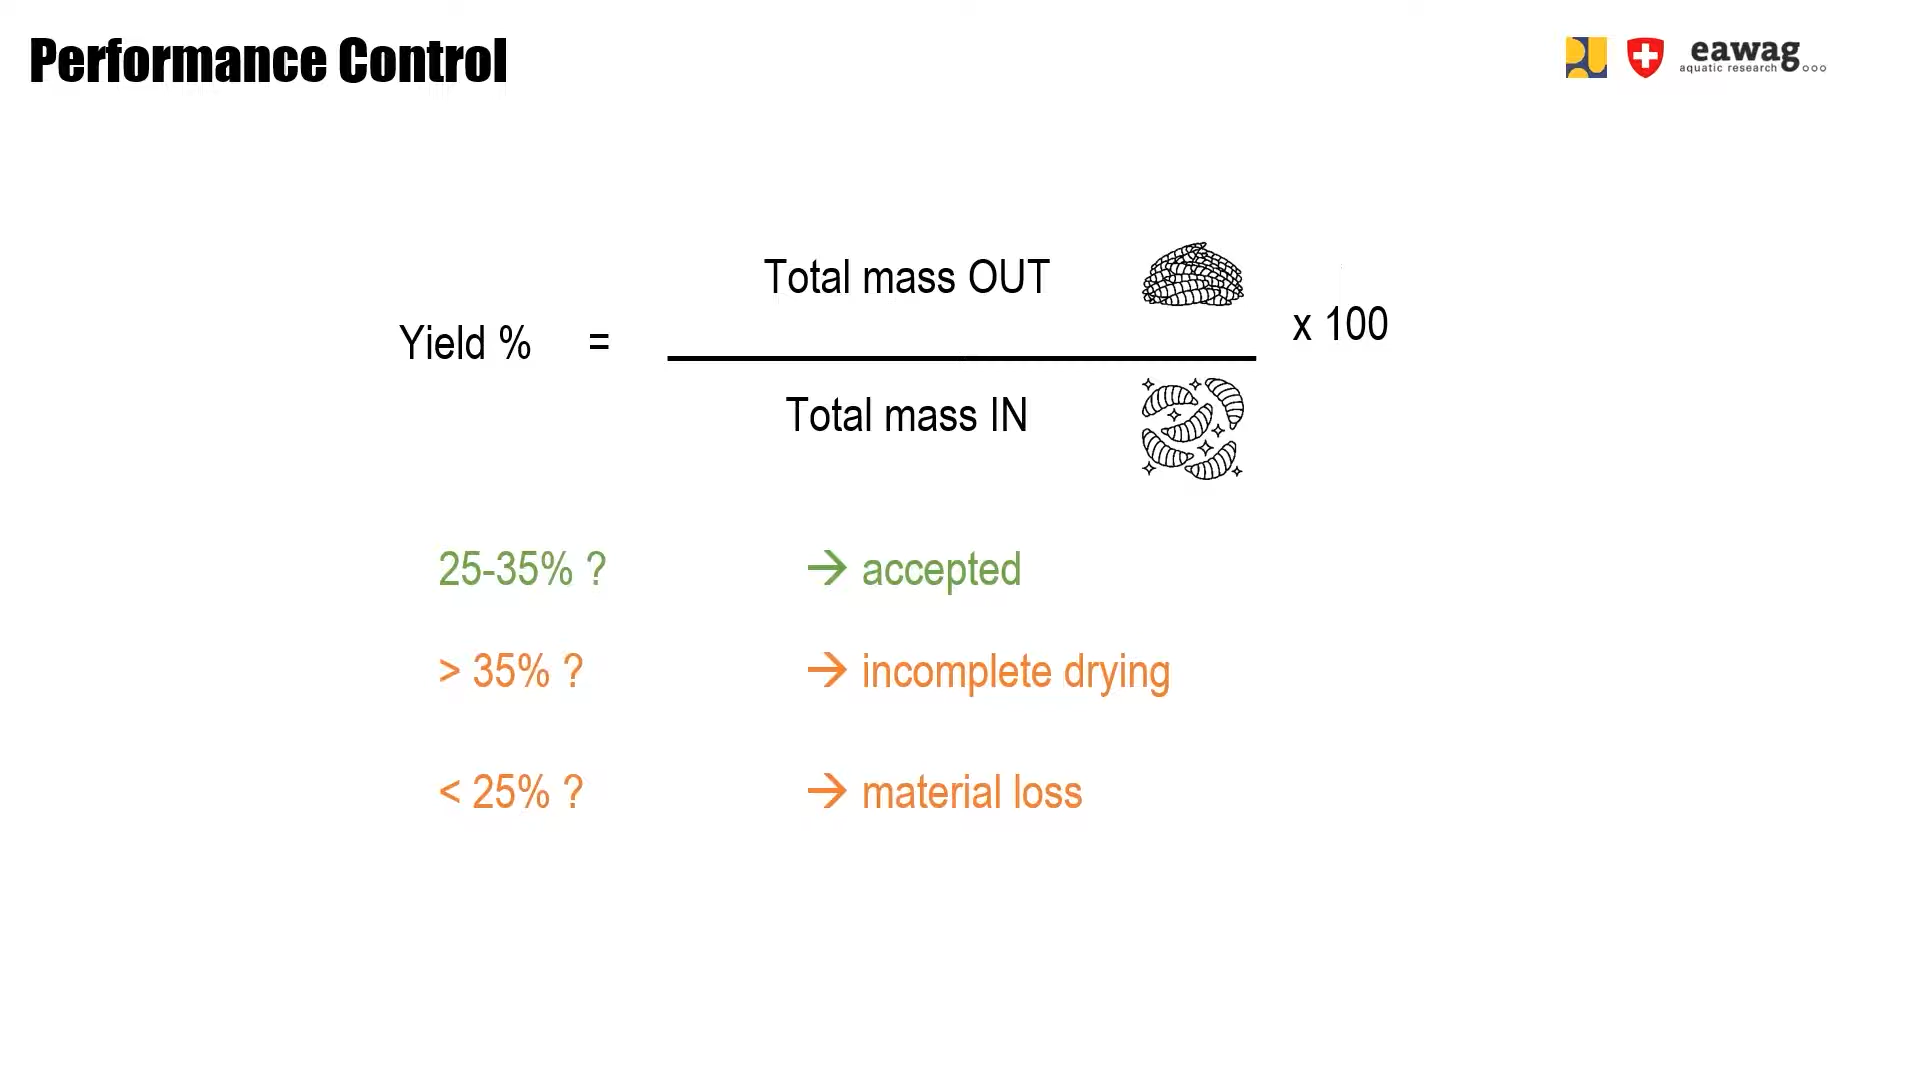 Performance Control
eawag
aquatic research
Total mass OUT
Yield % = x 100
Total mass IN
25-35% ? → accepted
> 35% ? → incomplete drying
< 25% ? → material loss